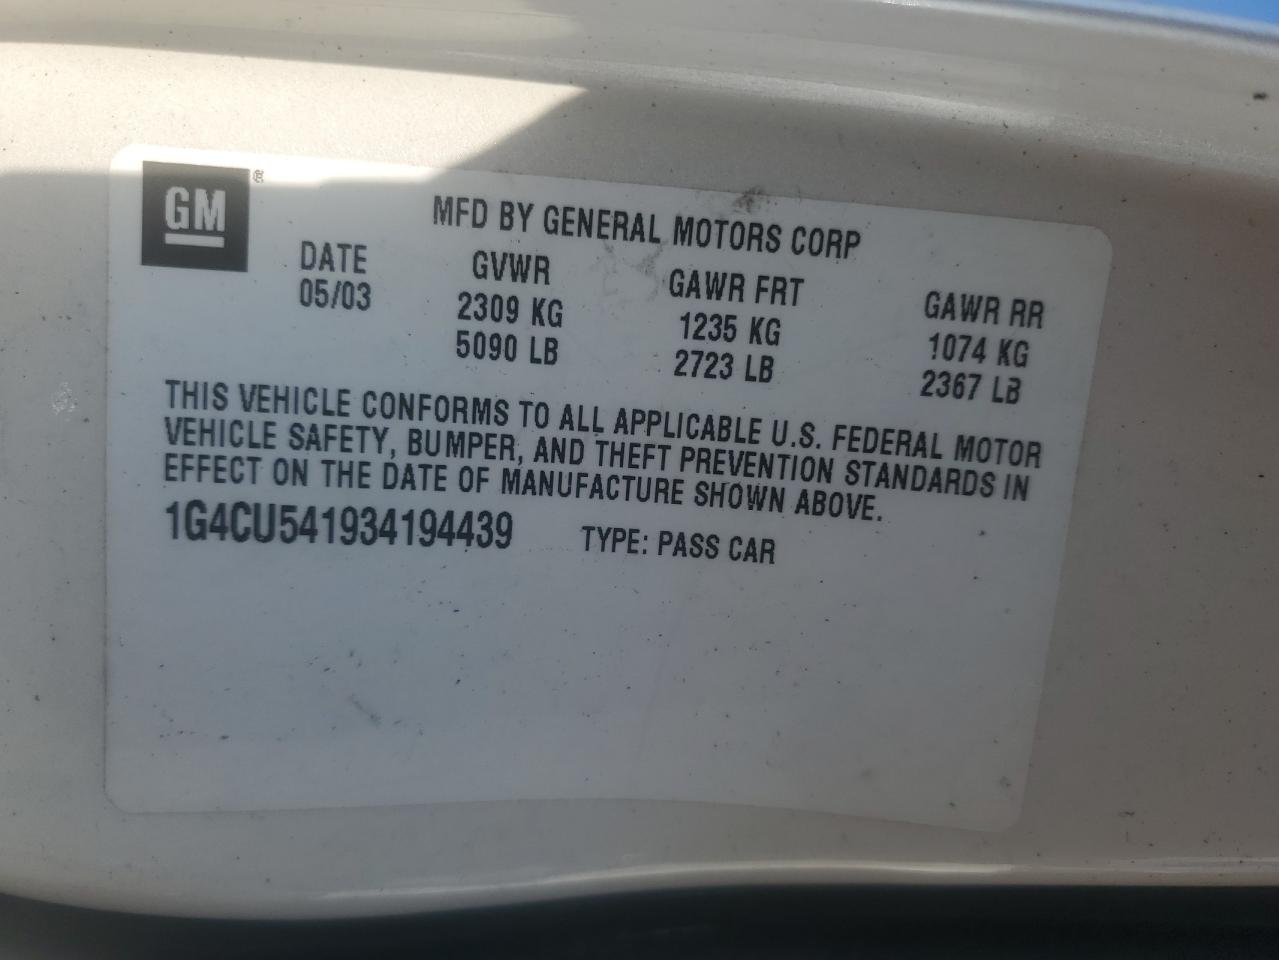 GM ®
MFD BY GENERAL MOTORS CORP
DATE GVWR GAWR FRT GAWR RR
05/03 2309 KG 1235 KG 1074 KG
5090 LB 2723 LB 2367 LB
THIS VEHICLE CONFORMS TO ALL APPLICABLE U.S. FEDERAL MOTOR
VEHICLE SAFETY, BUMPER, AND THEFT PREVENTION STANDARDS IN
EFFECT ON THE DATE OF MANUFACTURE SHOWN ABOVE.
1G4CU541934194439 TYPE: PASS CAR